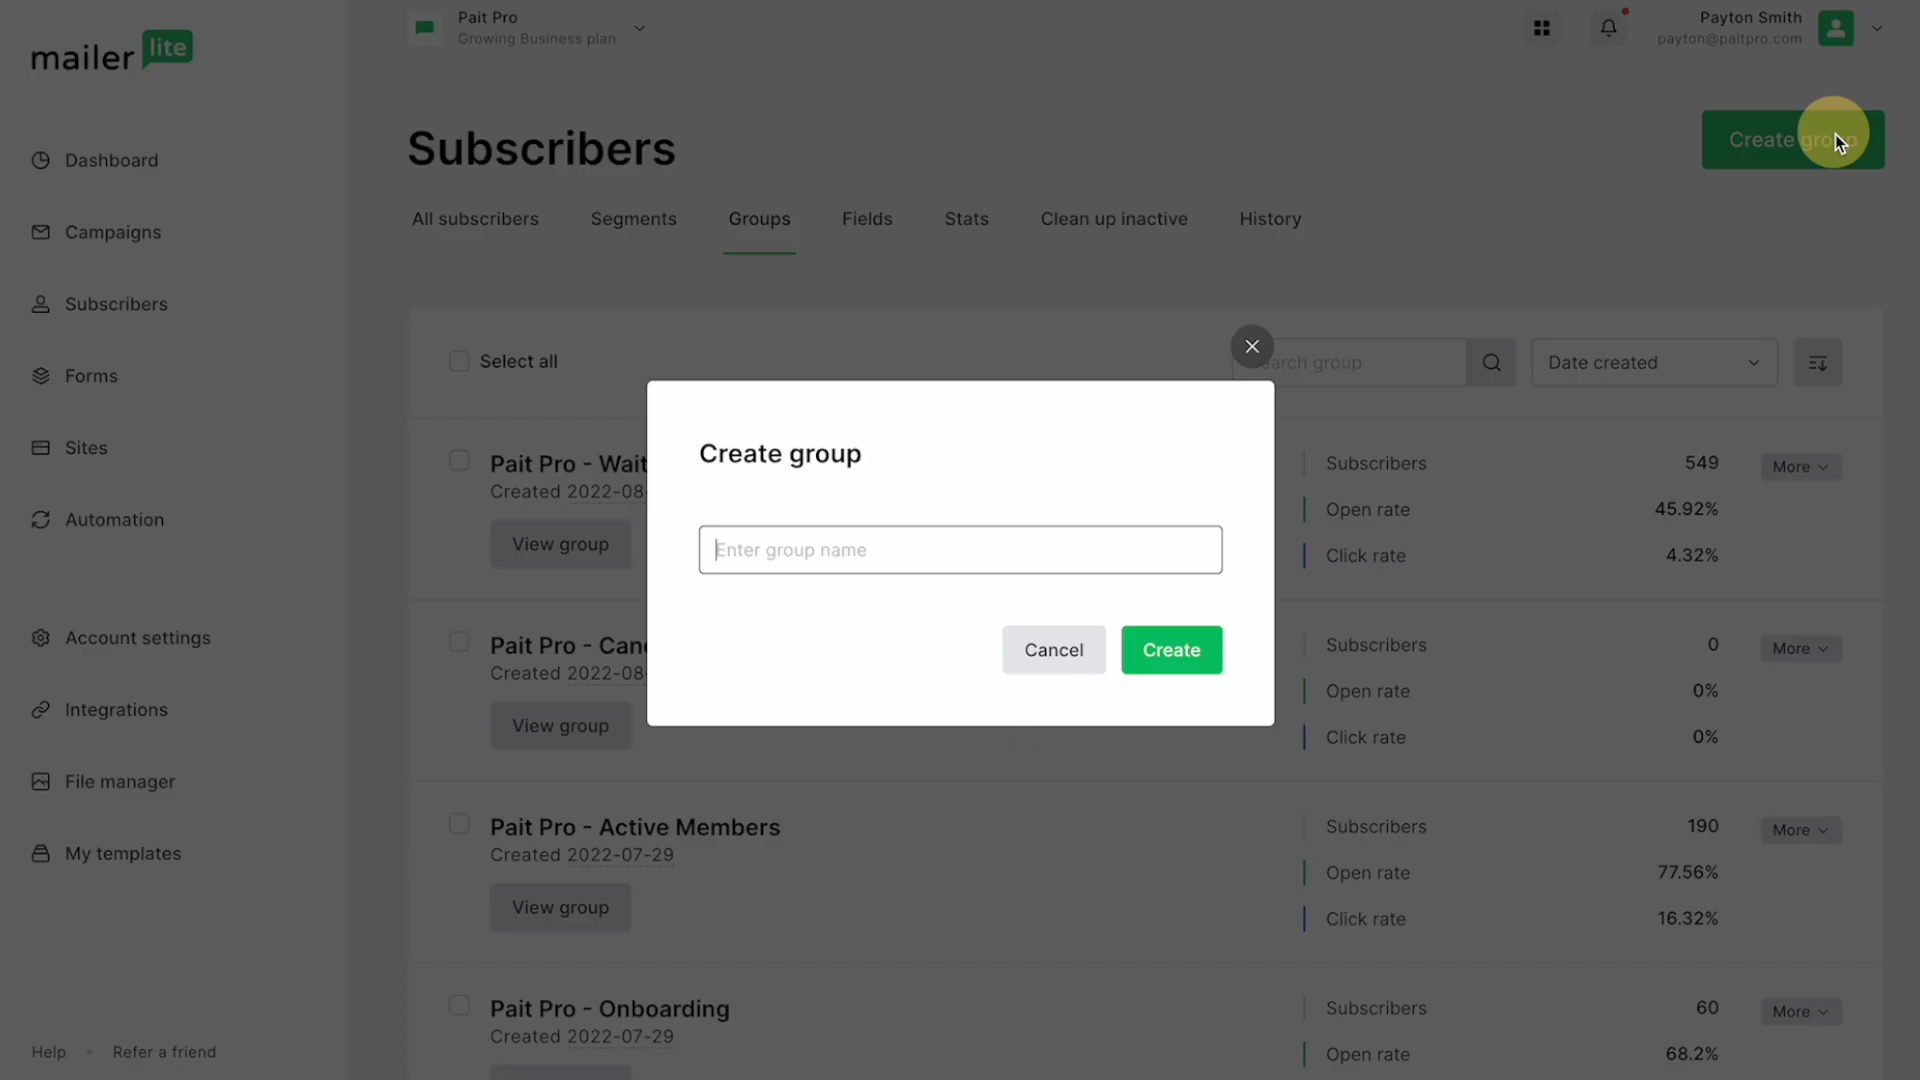 mailer lite
Pait Pro
Growing Business plan
Payton Smith
payton@paitpro.com
Dashboard
Campaigns
Subscribers
Forms
Sites
Automation
Account settings
Integrations
File manager
My templates
Help • Refer a friend
Subscribers
Create group
All subscribers Segments Groups Fields Stats Clean up inactive History
Select all
earch group
Date created
Pait Pro - Wait
Created 2022-08-
View group
Subscribers 549
Open rate 45.92%
Click rate 4.32%
More
Pait Pro - Canc
Created 2022-08-
View group
Subscribers 0
Open rate 0%
Click rate 0%
More
Pait Pro - Active Members
Created 2022-07-29
View group
Subscribers 190
Open rate 77.56%
Click rate 16.32%
More
Pait Pro - Onboarding
Created 2022-07-29
Subscribers 60
Open rate 68.2%
More
Create group
Enter group name
Cancel
Create